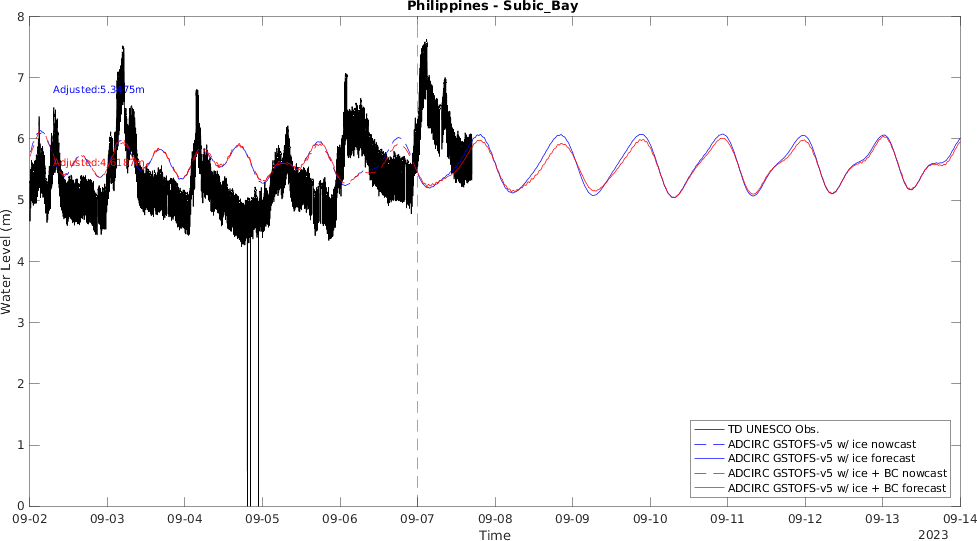 Philippines - Subic_Bay
8
7
6
5
4
3
2
1
0
Water Level (m)
Adjusted:5.3475m
TD UNESCO Obs.
ADCIRC GSTOFS-v5 w/ ice nowcast
ADCIRC GSTOFS-v5 w/ ice forecast
ADCIRC GSTOFS-v5 w/ ice + BC nowcast
ADCIRC GSTOFS-v5 w/ ice + BC forecast
09-02 09-03 09-04 09-05 09-06 09-07 09-08 09-09 09-10 09-11 09-12 09-13 09-14
Time
2023